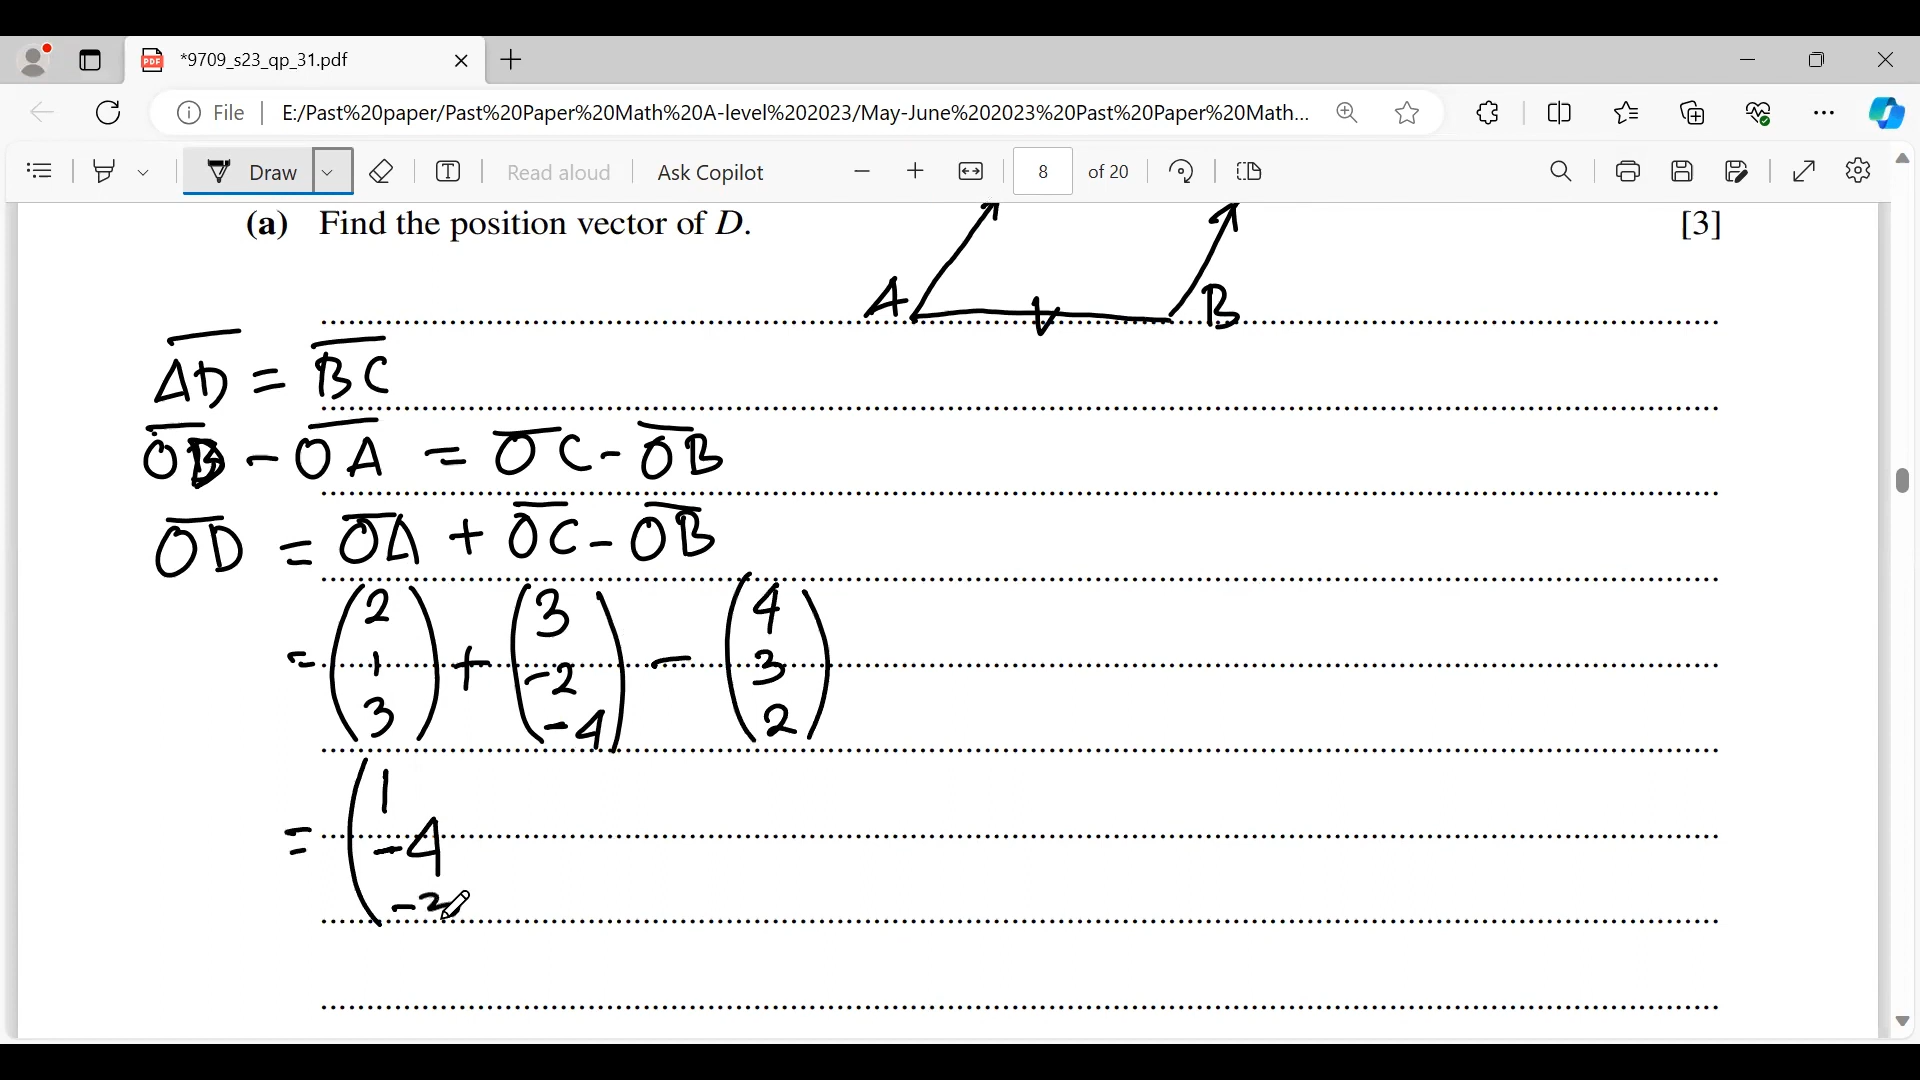 *9709_s23_qp_31.pdf
File
E:/Past%20paper/Past%20Paper%20Math%20A-level%202023/May-June%202023%20Past%20Paper%20Math...
Draw
Read aloud
Ask Copilot
8 of 20
(a) Find the position vector of D. [3]
A B
AD = BC
OD - OA = OC - OB
OD = OA + OC - OB
= (2 1 3) + (3 -2 -4) - (4 3 2)
= (1 -4 -3